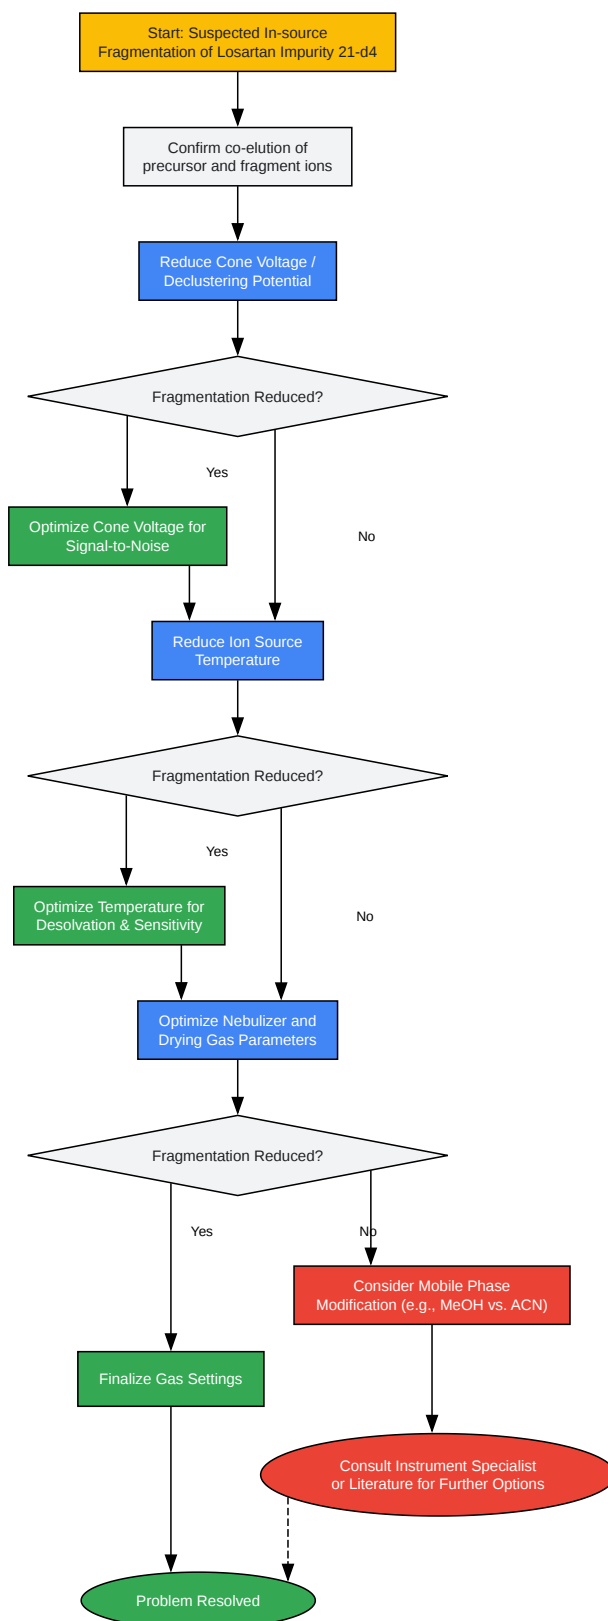 Start: Suspected In-source
Fragmentation of Losartan Impurity 21-d4
Confirm co-elution of
precursor and fragment ions
Reduce Cone Voltage /
Declustering Potential
Fragmentation Reduced?
Yes
Optimize Cone Voltage for
Signal-to-Noise
No
Reduce Ion Source
Temperature
Fragmentation Reduced?
Yes
Optimize Temperature for
Desolvation & Sensitivity
No
Optimize Nebulizer and
Drying Gas Parameters
Fragmentation Reduced?
Yes
No
Consider Mobile Phase
Modification (e.g., MeOH vs. ACN)
Finalize Gas Settings
Consult Instrument Specialist
or Literature for Further Options
Problem Resolved